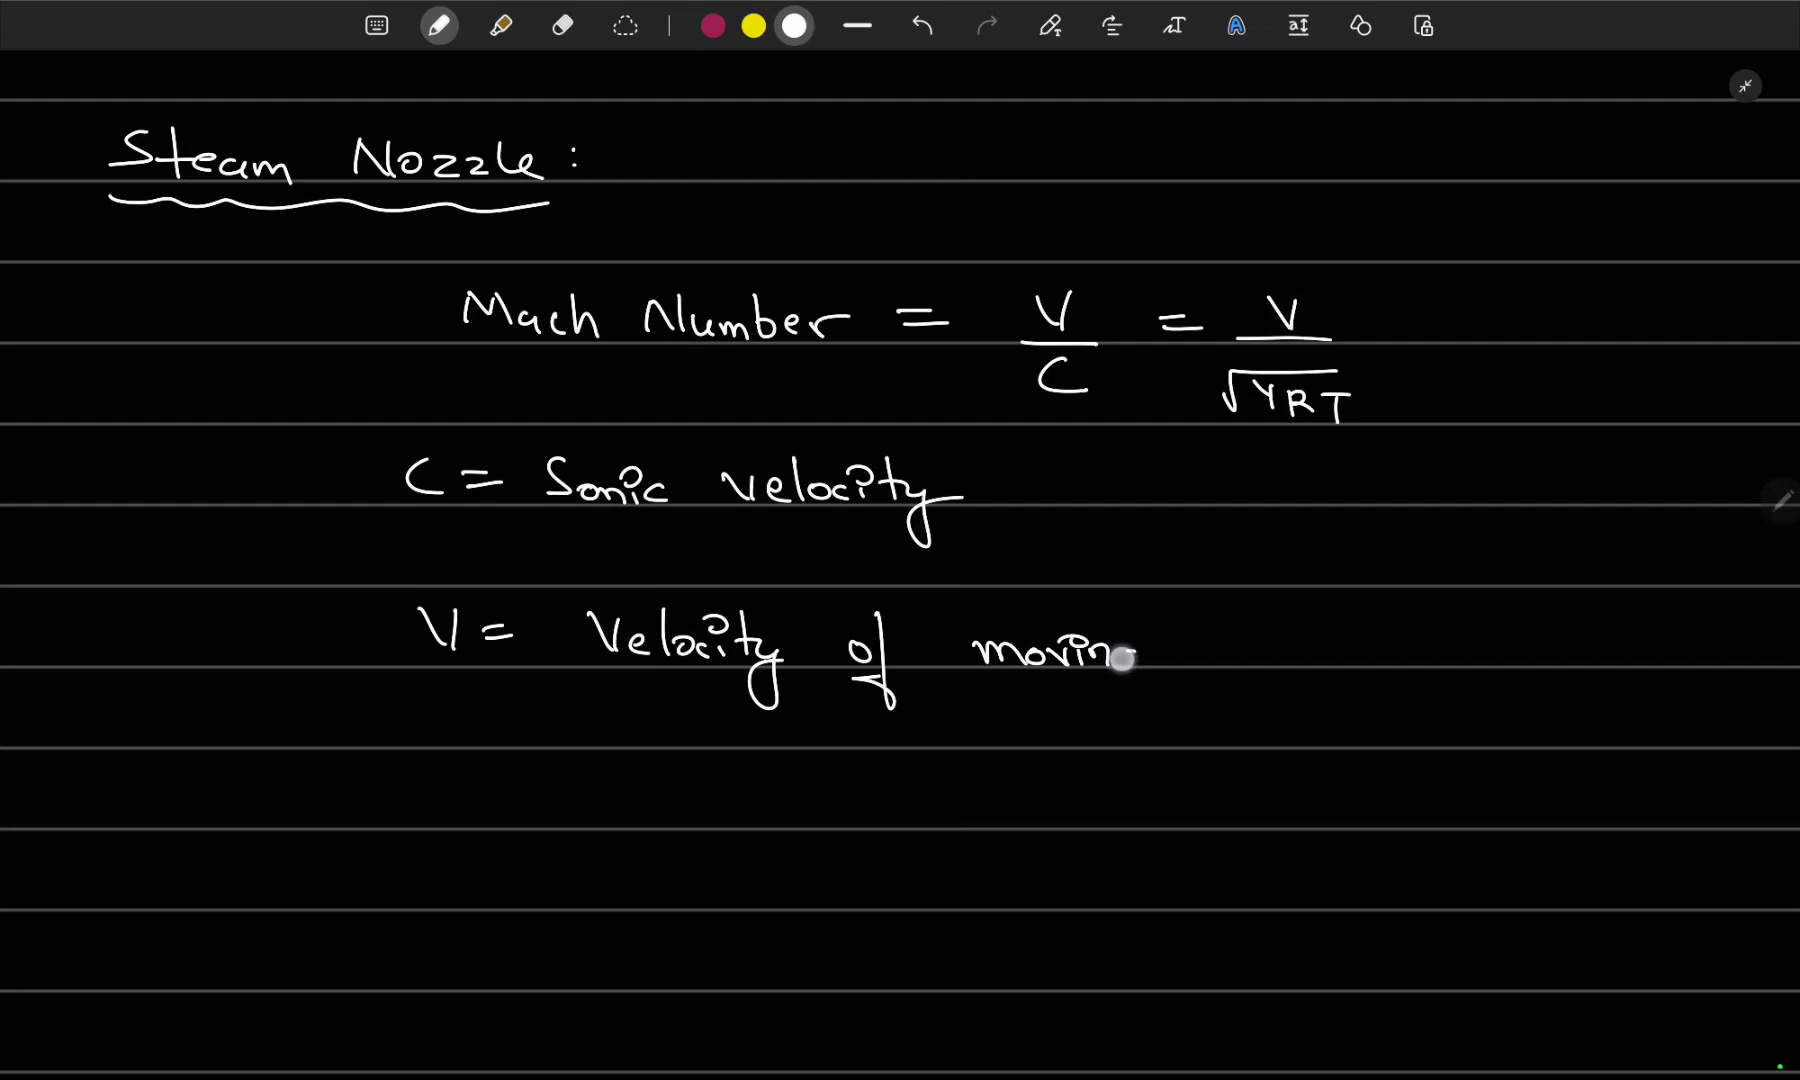 Steam Nozzle :
Mach Number = V/C = V/√γRT
C = Sonic velocity
V = Velocity of movin